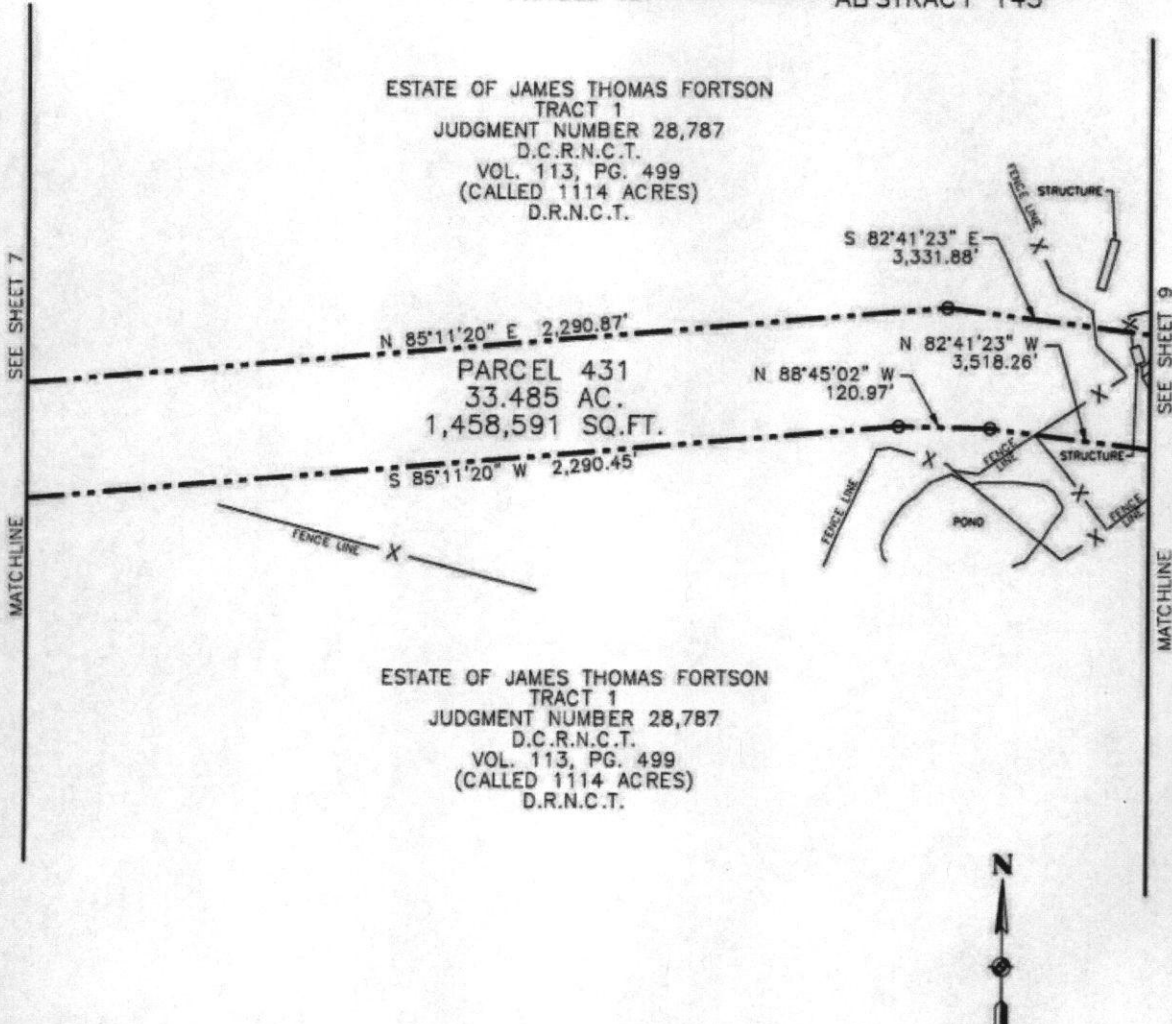 ABSTRACT 145
ESTATE OF JAMES THOMAS FORTSON
TRACT 1
JUDGMENT NUMBER 28,787
D.C.R.N.C.T.
VOL. 113, PG. 499
(CALLED 1114 ACRES)
D.R.N.C.T.
FENCE LINE
X
STRUCTURE
S 82°41'23" E
3,331.88'
SEE SHEET 7
SEE SHEET 9
N 85°11'20" E 2,290.87'
X
N 82°41'23" W
3,518.26'
PARCEL 431
33.485 AC.
1,458,591 SQ.FT.
N 88°45'02" W
120.97'
X
S 85°11'20" W 2,290.45'
FENCE
LINE
STRUCTURE
X
X
FENCE LINE
POND
FENCE
LINE
X
FENCE LINE
X
MATCHLINE
MATCHLINE
ESTATE OF JAMES THOMAS FORTSON
TRACT 1
JUDGMENT NUMBER 28,787
D.C.R.N.C.T.
VOL. 113, PG. 499
(CALLED 1114 ACRES)
D.R.N.C.T.
N